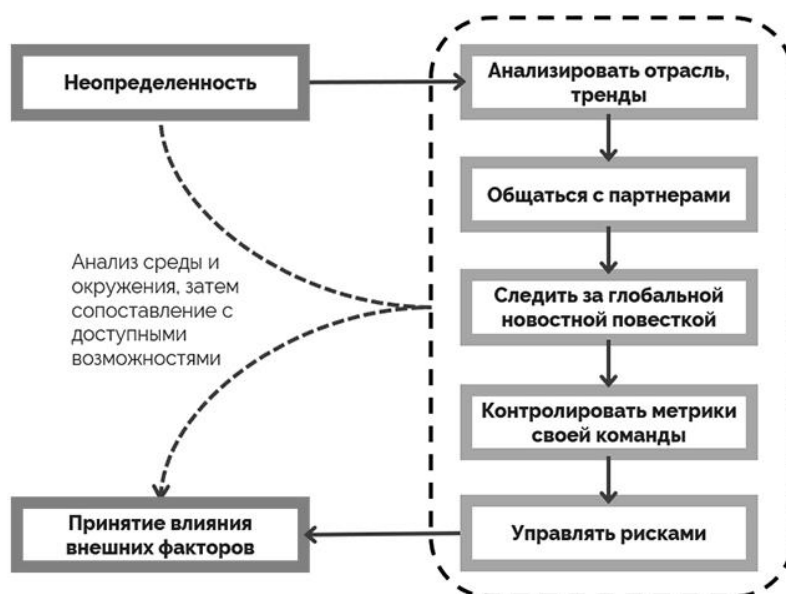 Неопределенность
Анализировать отрасль,
тренды
Общаться с партнерами
Анализ среды и
окружения, затем
сопоставление с
доступными
возможностями
Следить за глобальной
новостной повесткой
Контролировать метрики
своей команды
Управлять рисками
Принятие влияния
внешних факторов